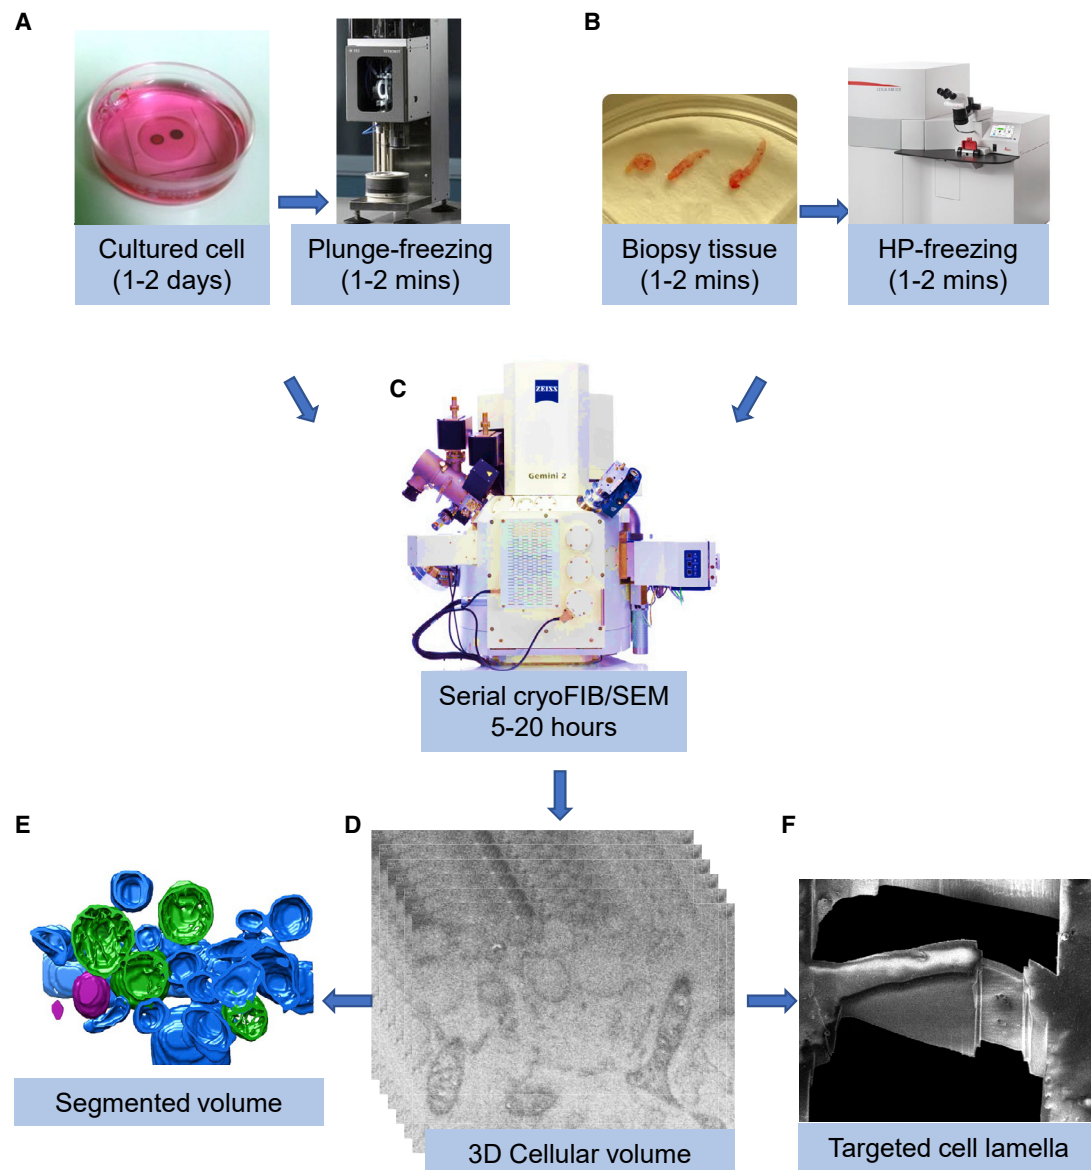 A
B
Cultured cell
(1-2 days)
Plunge-freezing
(1-2 mins)
Biopsy tissue
(1-2 mins)
HP-freezing
(1-2 mins)
C
ZEISS
Gemini 2
Serial cryoFIB/SEM
5-20 hours
E
D
F
Segmented volume
3D Cellular volume
Targeted cell lamella